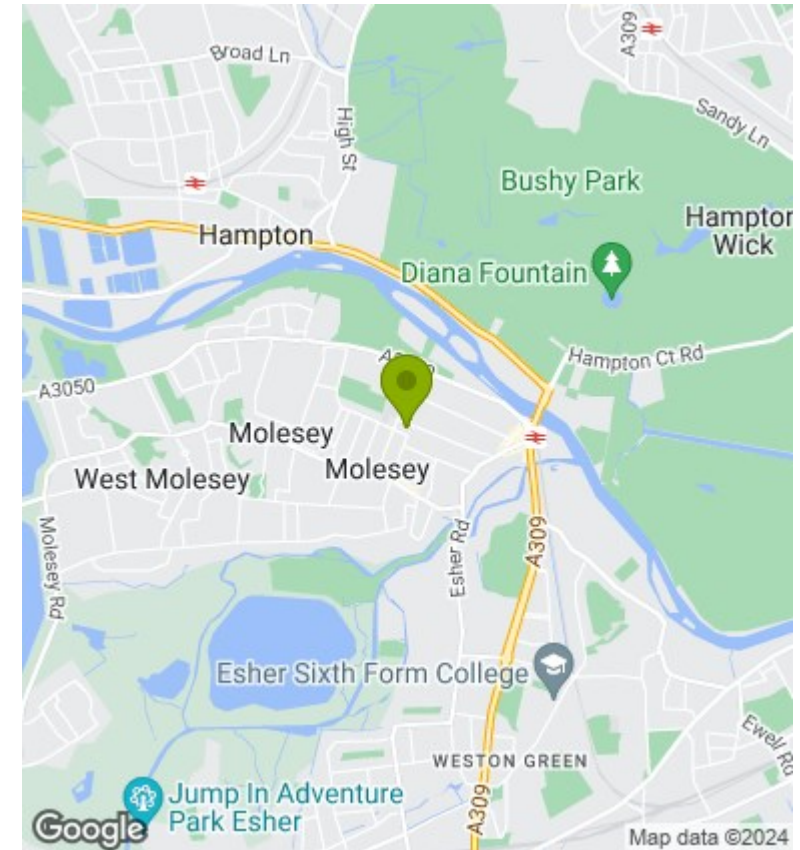 A309
Broad Ln
Sandy Ln
High St
Bushy Park
Hampton
Wick
Hampton
Diana Fountain
Hampton Ct Rd
A3050
Molesey
Molesey
West Molesey
Molesey Rd
Esher Rd
A309
Esher Sixth Form College
Ewell Rd
WESTON GREEN
Jump In Adventure
Park Esher
A309
Google
Map data ©2024